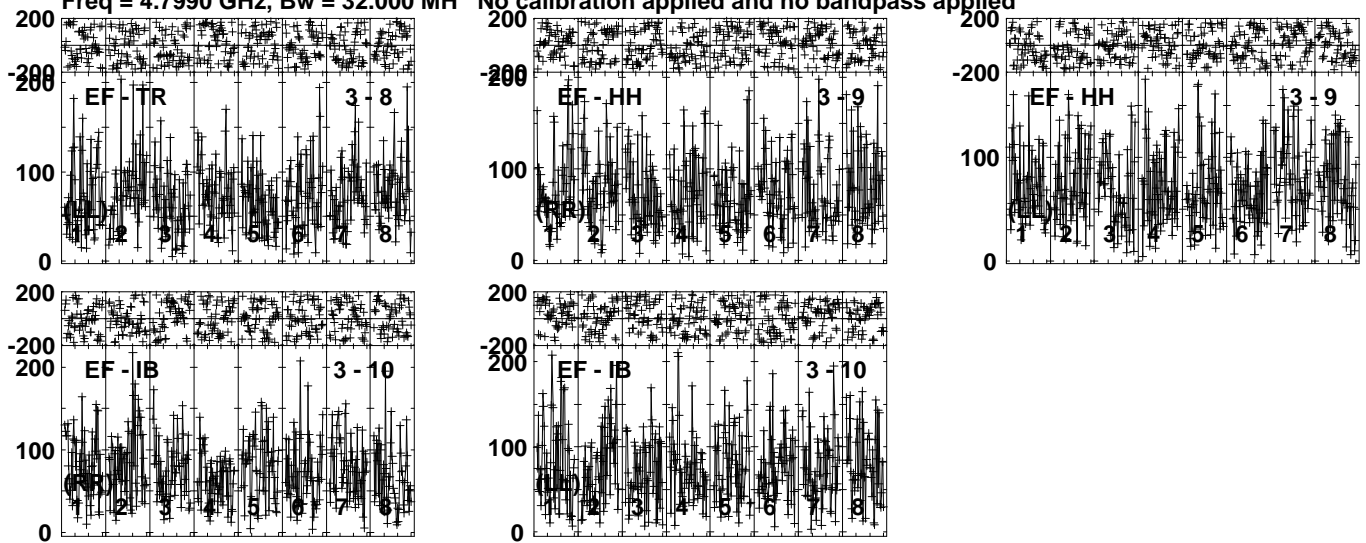 Freq = 4.7990 GHz, Bw = 32.000 MH No calibration applied and no bandpass applied
200
-200
200
EF - TR 3 - 8
100
(LL)
1 2 3 4 5 6 7 8
0
200
-200
200
EF - HH 3 - 9
100
(RR)
1 2 3 4 5 6 7 8
0
200
-200
EF - HH 3 - 9
100
(LL)
1 2 3 4 5 6 7 8
0
200
-200
200
EF - IB 3 - 10
100
(RR)
1 2 3 4 5 6 7 8
0
200
-200
200
EF - IB 3 - 10
100
(LL)
1 2 3 4 5 6 7 8
0